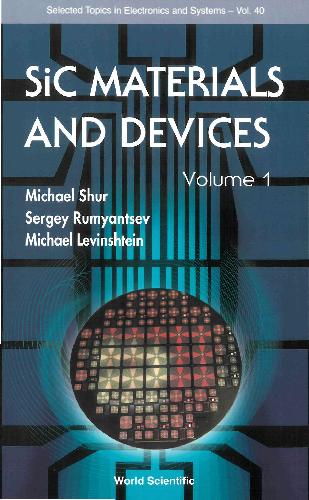 Selected Topics in Electronics and Systems – Vol. 40
SiC MATERIALS
AND DEVICES
Volume 1
Michael Shur
Sergey Rumyantsev
Michael Levinshtein
World Scientific